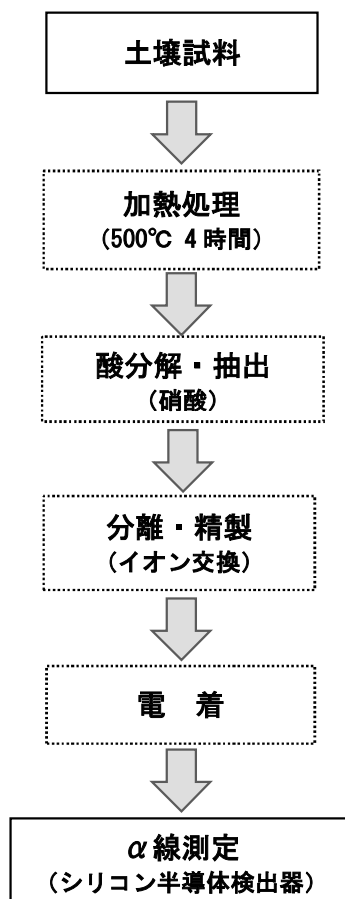 土壌試料
加熱処理
(500℃ 4時間)
酸分解・抽出
(硝酸)
分離・精製
(イオン交換)
電　着
α線測定
(シリコン半導体検出器)